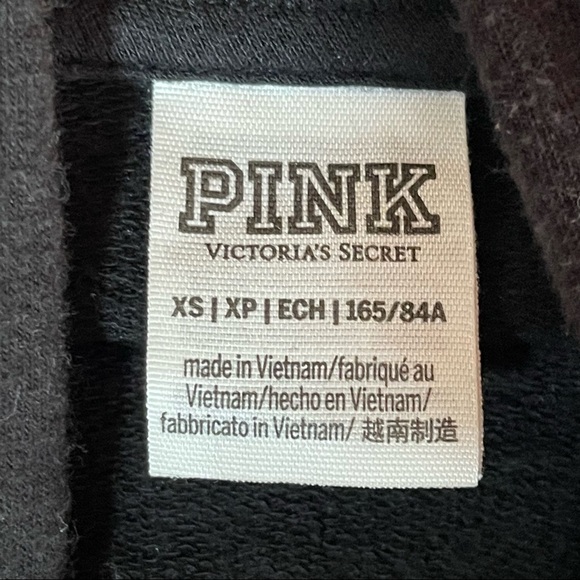 PINK
VICTORIA'S SECRET
XS | XP | ECH | 165/84A
made in Vietnam/fabriqué au
Vietnam/hecho en Vietnam/
fabbricato in Vietnam/ 越南制造